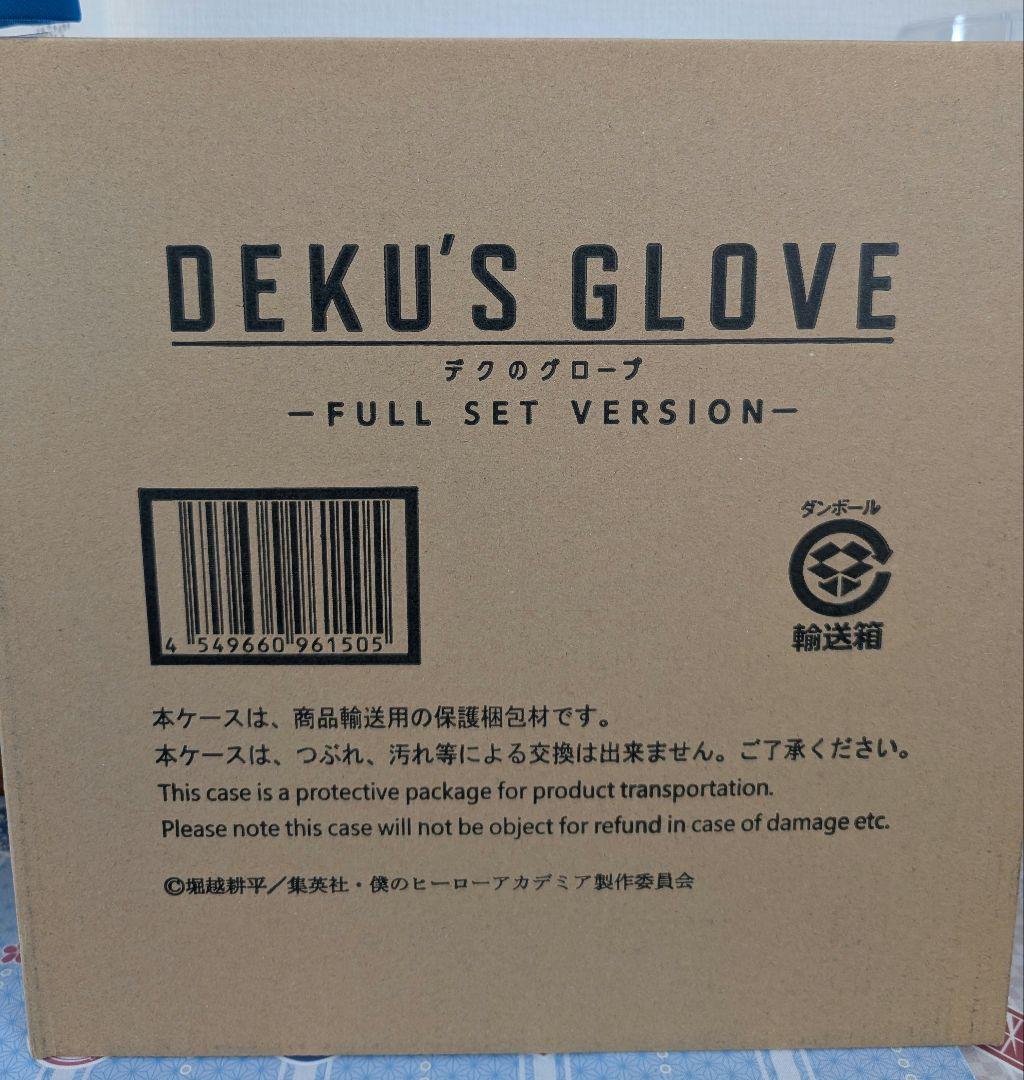 DEKU'S GLOVE
デクのグローブ
–FULL SET VERSION–
4 549660 961505
ダンボール
輸送箱
本ケースは、商品輸送用の保護梱包材です。
本ケースは、つぶれ、汚れ等による交換は出来ません。ご了承ください。
This case is a protective package for product transportation.
Please note this case will not be object for refund in case of damage etc.
©堀越耕平／集英社・僕のヒーローアカデミア製作委員会